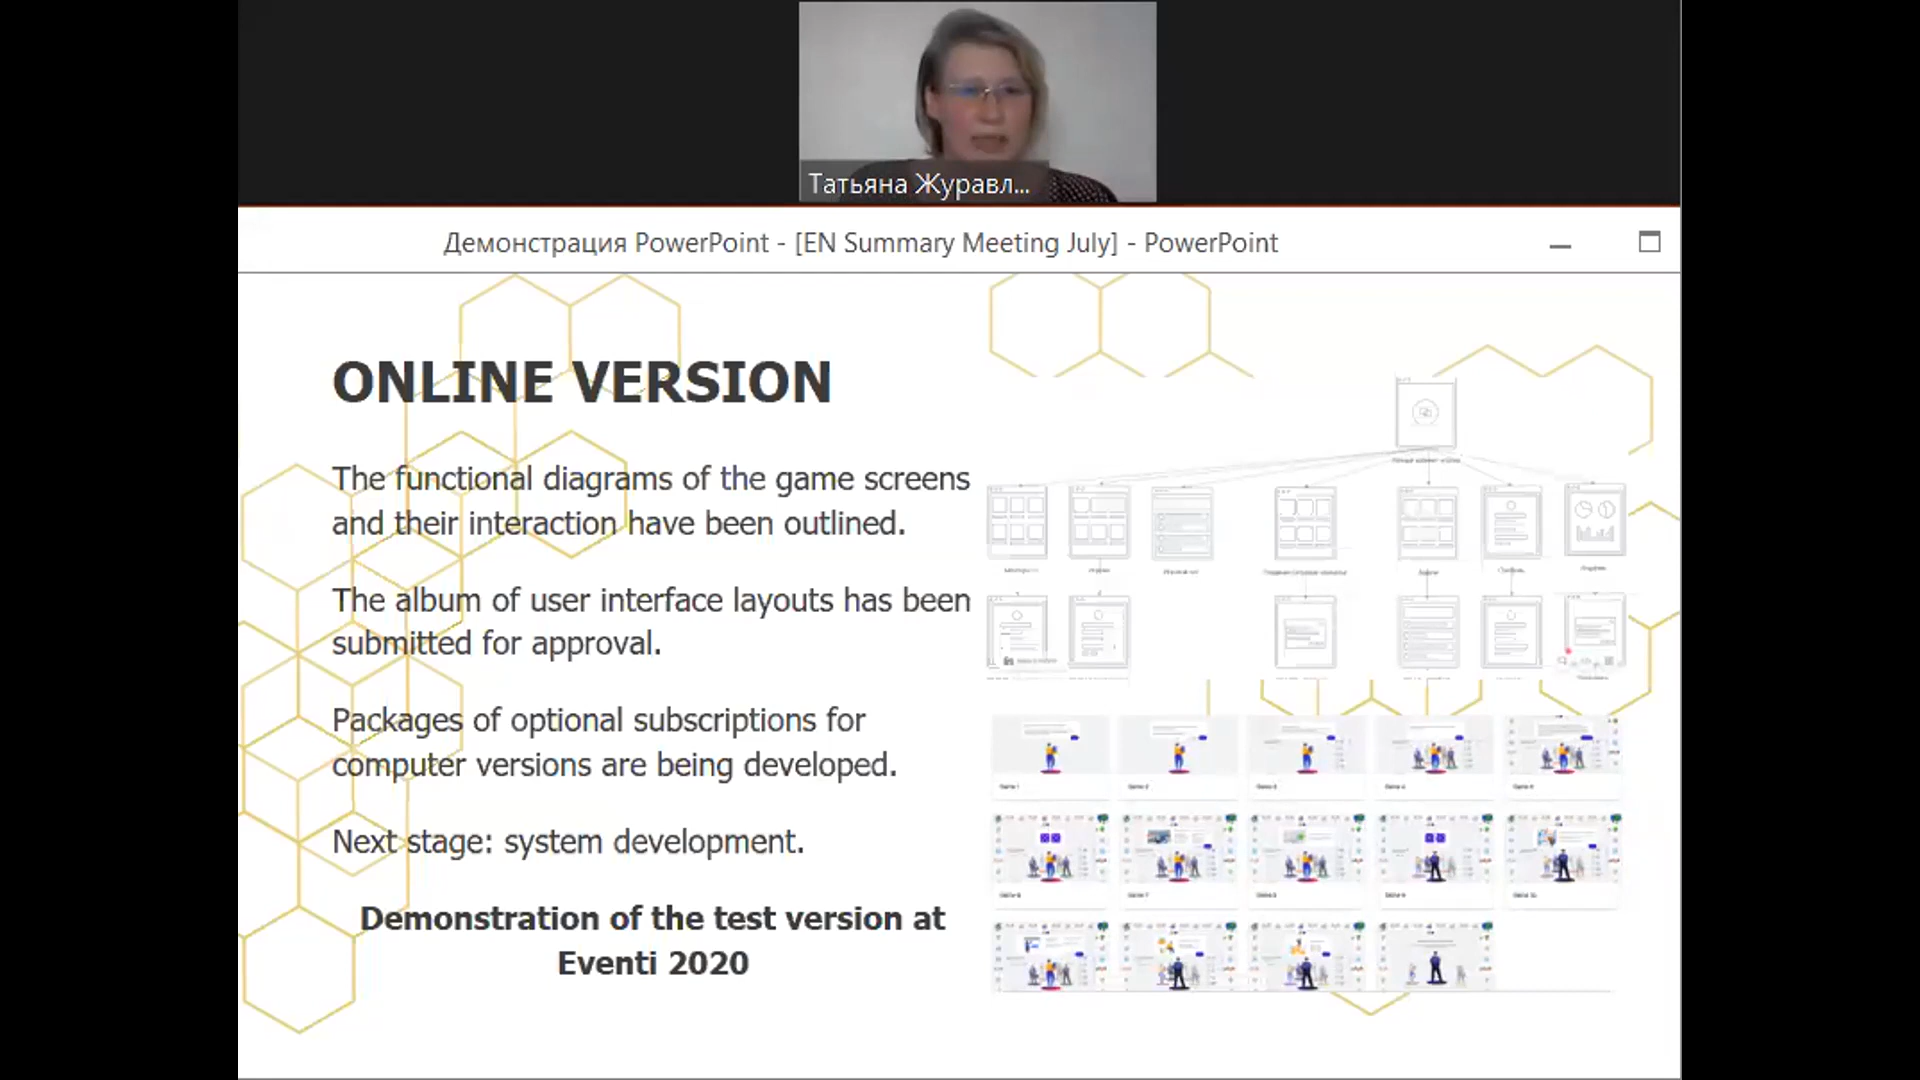 Татьяна Журавл...
Демонстрация PowerPoint - [EN Summary Meeting July] - PowerPoint
ONLINE VERSION
The functional diagrams of the game screens
and their interaction have been outlined.
The album of user interface layouts has been
submitted for approval.
Packages of optional subscriptions for
computer versions are being developed.
Next stage: system development.
Demonstration of the test version at
Eventi 2020